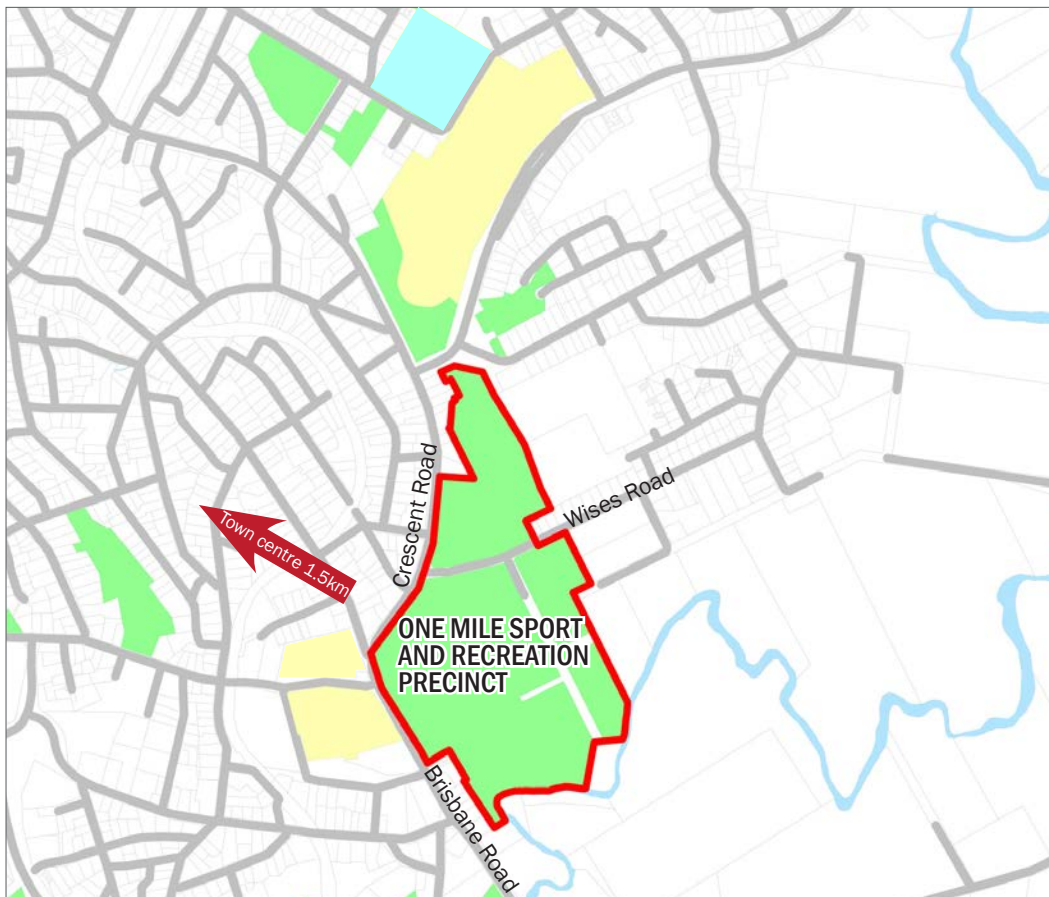 Crescent Road
Wises Road
Town centre 1.5km
ONE MILE SPORT
AND RECREATION
PRECINCT
Brisbane Road